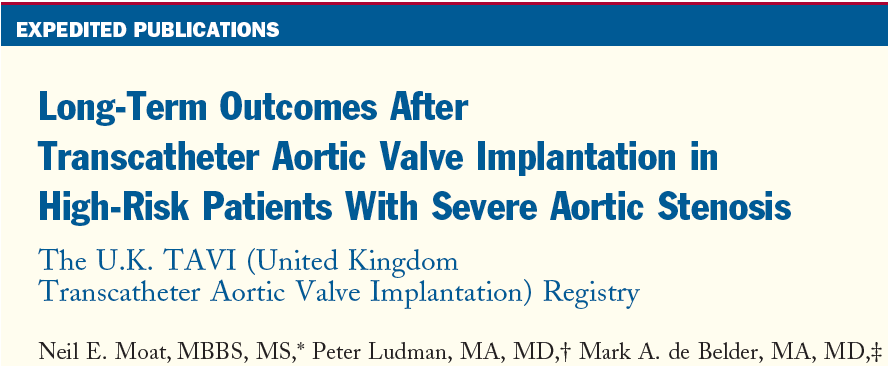 EXPEDITED PUBLICATIONS
Long-Term Outcomes After
Transcatheter Aortic Valve Implantation in
High-Risk Patients With Severe Aortic Stenosis
The U.K. TAVI (United Kingdom
Transcatheter Aortic Valve Implantation) Registry
Neil E. Moat, MBBS, MS,* Peter Ludman, MA, MD,† Mark A. de Belder, MA, MD,‡